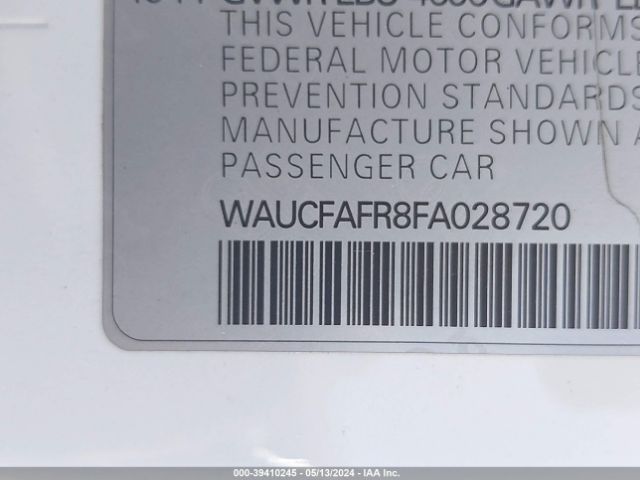 THIS VEHICLE CONFORMS
FEDERAL MOTOR VEHICLE
PREVENTION STANDARDS
MANUFACTURE SHOWN A
PASSENGER CAR
WAUCFAFR8FA028720
000-39410245 - 05/13/2024 - IAA Inc.